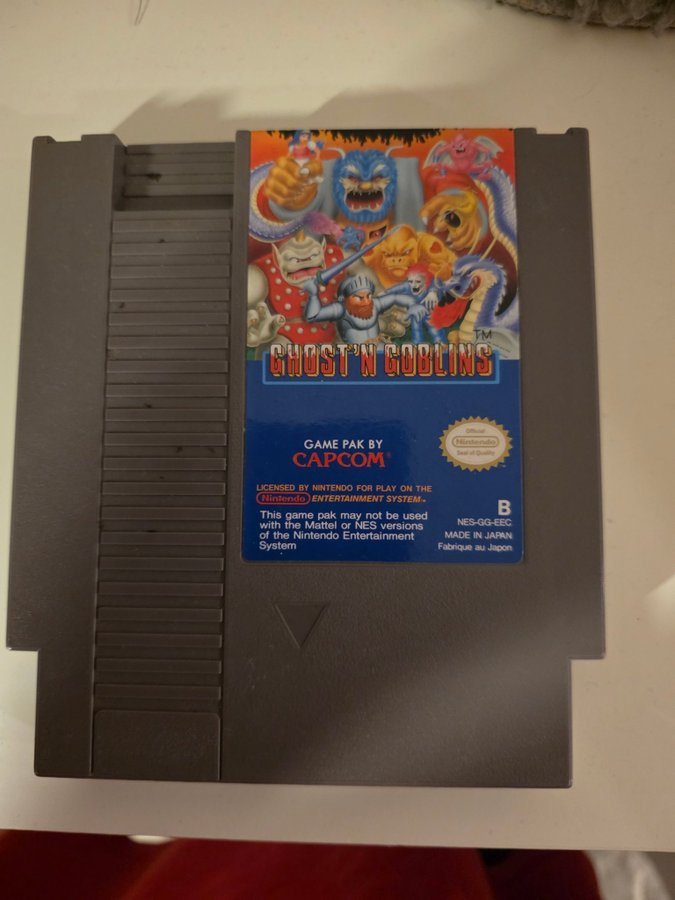 TM
GHOST'N GOBLINS
GAME PAK BY
CAPCOM®
Official
Nintendo
Seal of Quality
LICENSED BY NINTENDO FOR PLAY ON THE
Nintendo ENTERTAINMENT SYSTEM™
This game pak may not be used
with the Mattel or NES versions
of the Nintendo Entertainment
System
B
NES-GG-EEC
MADE IN JAPAN
Fabrique au Japon